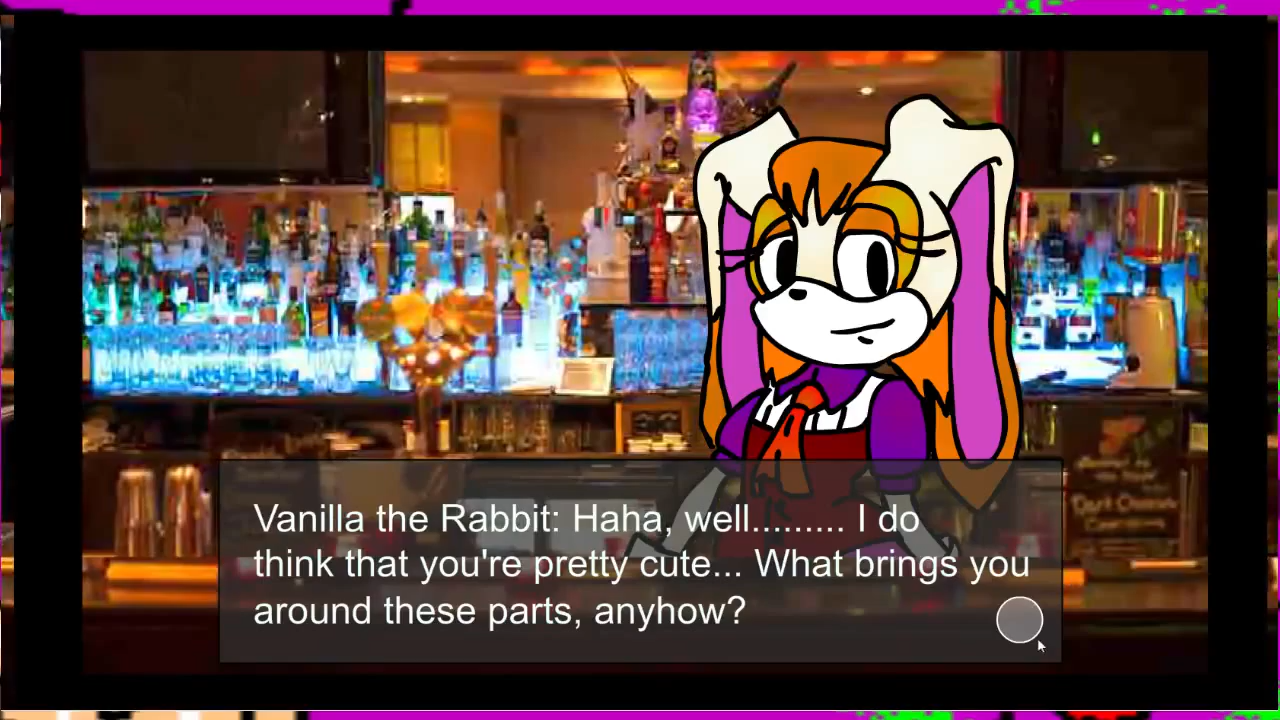 Vanilla the Rabbit: Haha, well......... I do
think that you're pretty cute... What brings you
around these parts, anyhow?